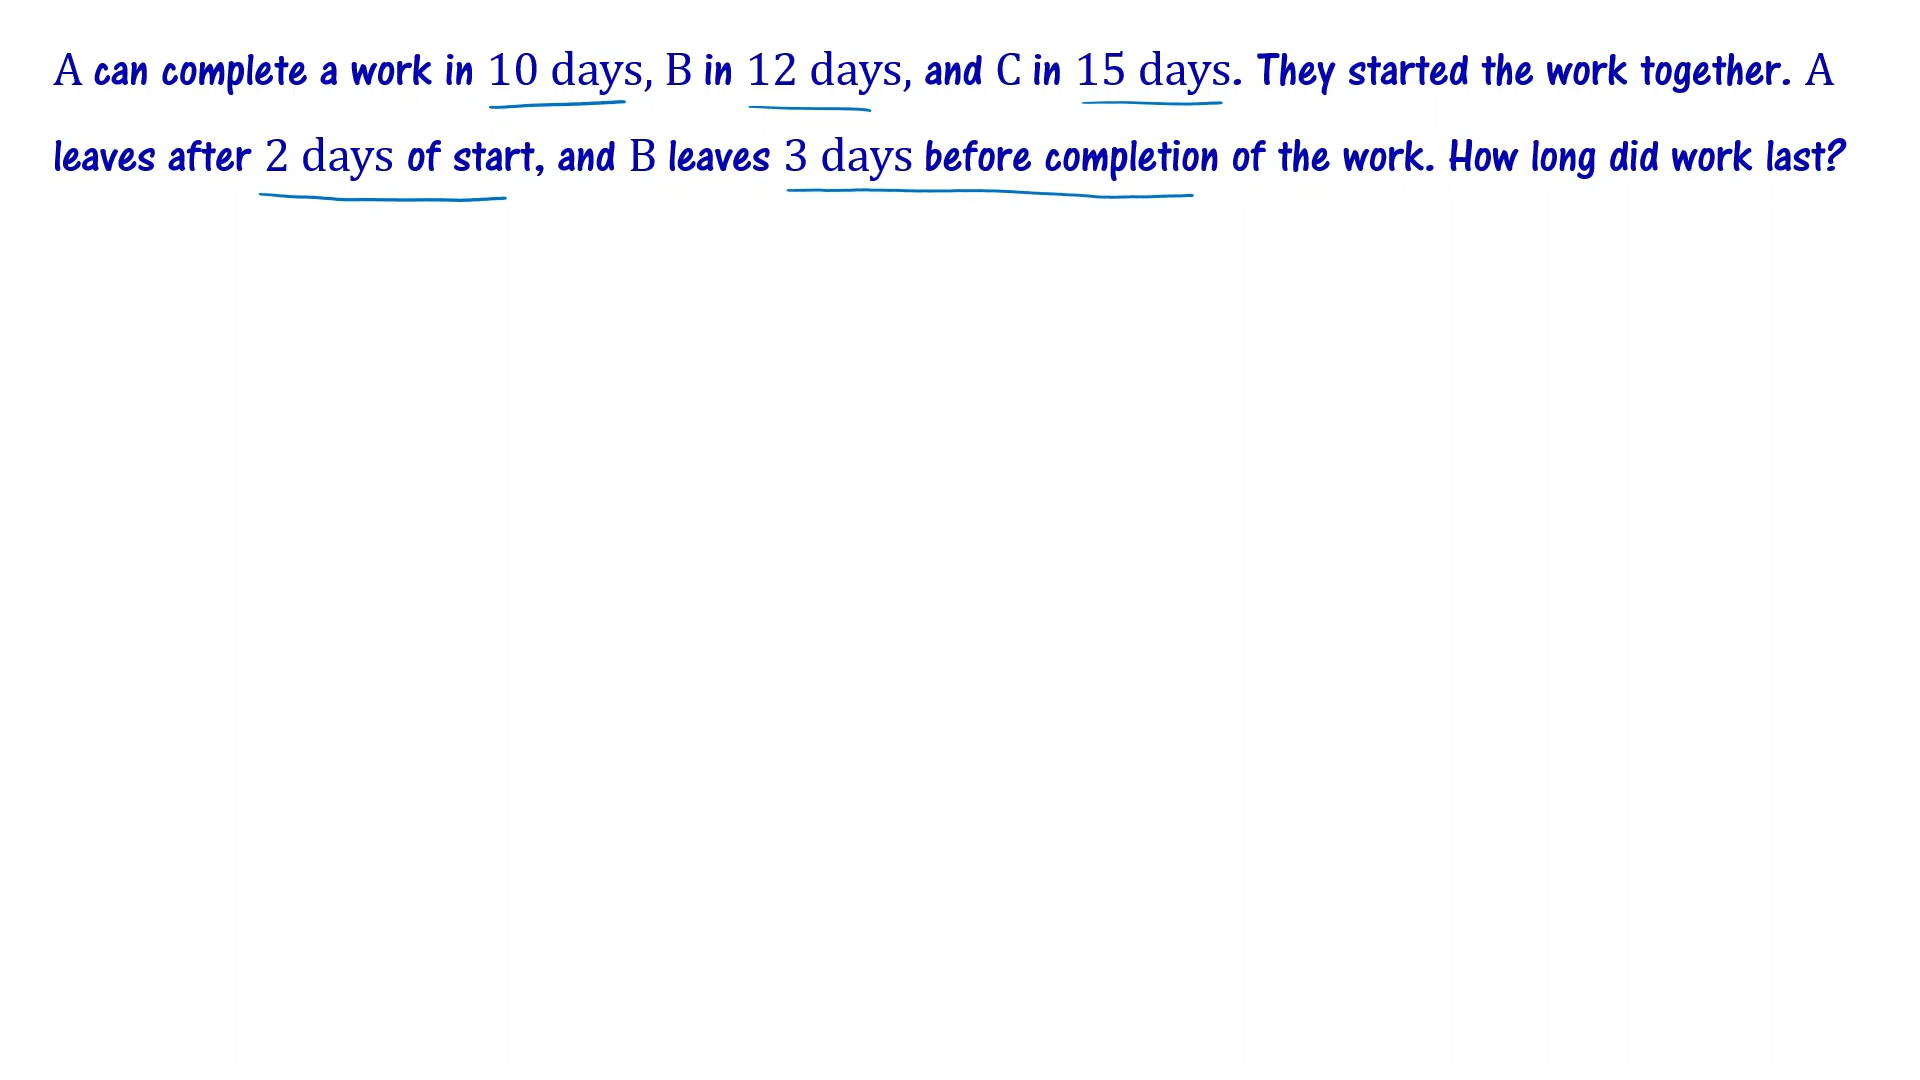 A can complete a work in 10 days, B in 12 days, and C in 15 days. They started the work together. A
leaves after 2 days of start, and B leaves 3 days before completion of the work. How long did work last?